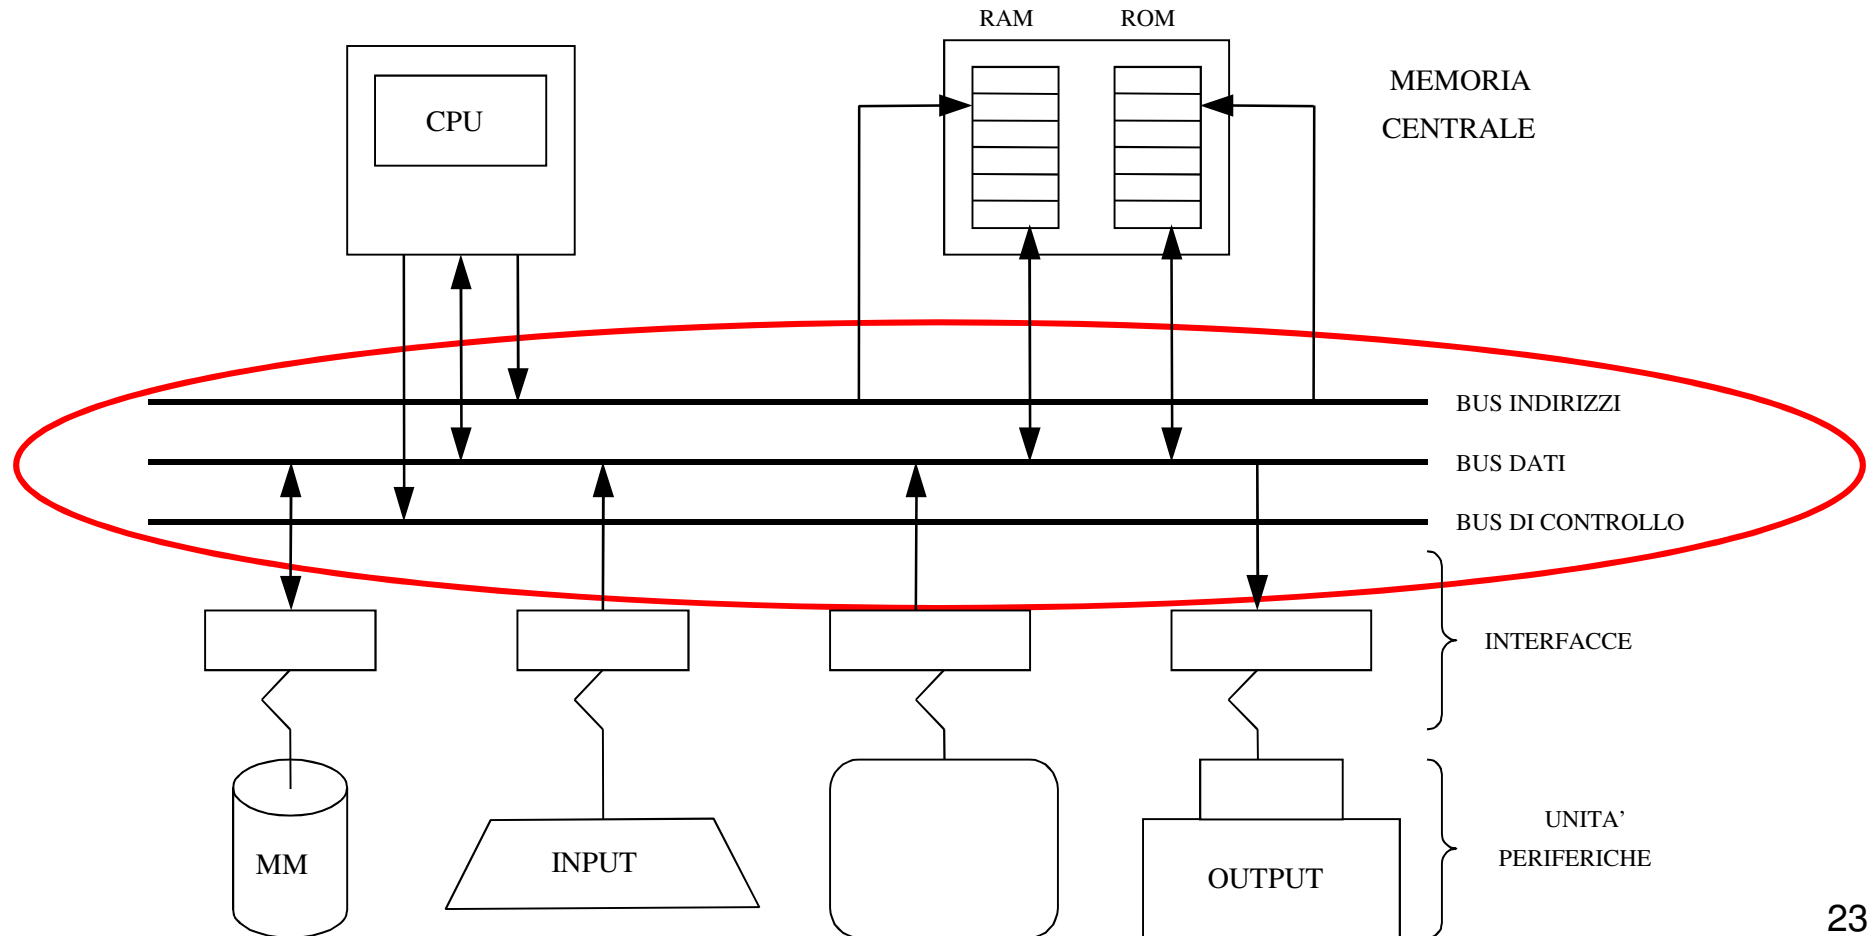 RAM
ROM
CPU
MEMORIA
CENTRALE
BUS INDIRIZZI
BUS DATI
BUS DI CONTROLLO
INTERFACCE
MM
INPUT
OUTPUT
UNITA’
PERIFERICHE
23